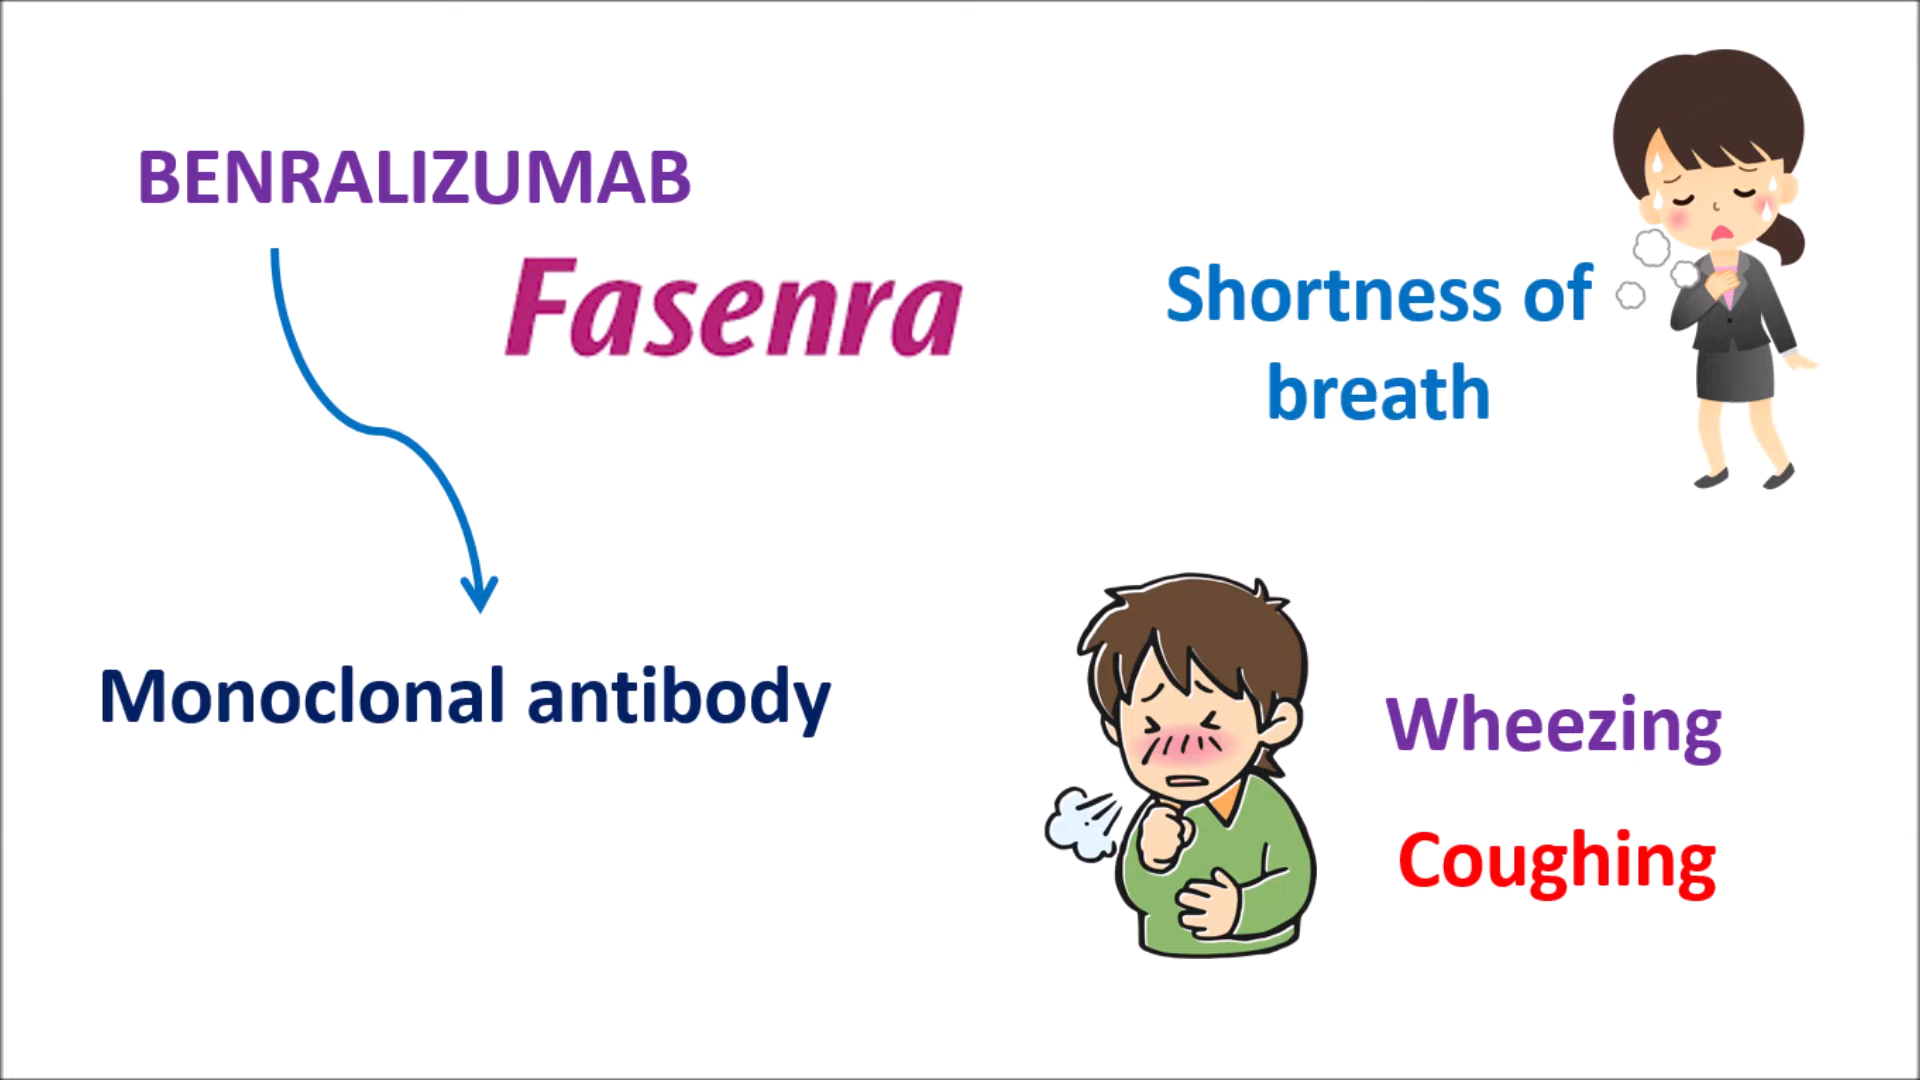 BENRALIZUMAB
Fasenra
Monoclonal antibody
Shortness of
breath
Wheezing
Coughing